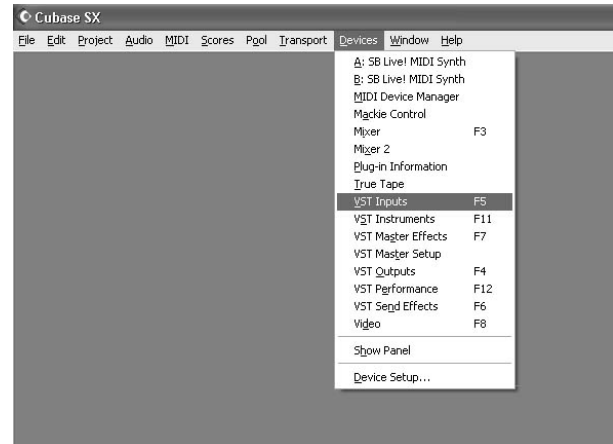 Cubase SX
File Edit Project Audio MIDI Scores Pool Transport Devices Window Help
A: SB Live! MIDI Synth
B: SB Live! MIDI Synth
MIDI Device Manager
Mackie Control
Mixer F3
Mixer 2
Plug-in Information
True Tape
VST Inputs F5
VST Instruments F11
VST Master Effects F7
VST Master Setup
VST Outputs F4
VST Performance F12
VST Send Effects F6
Video F8
Show Panel
Device Setup...